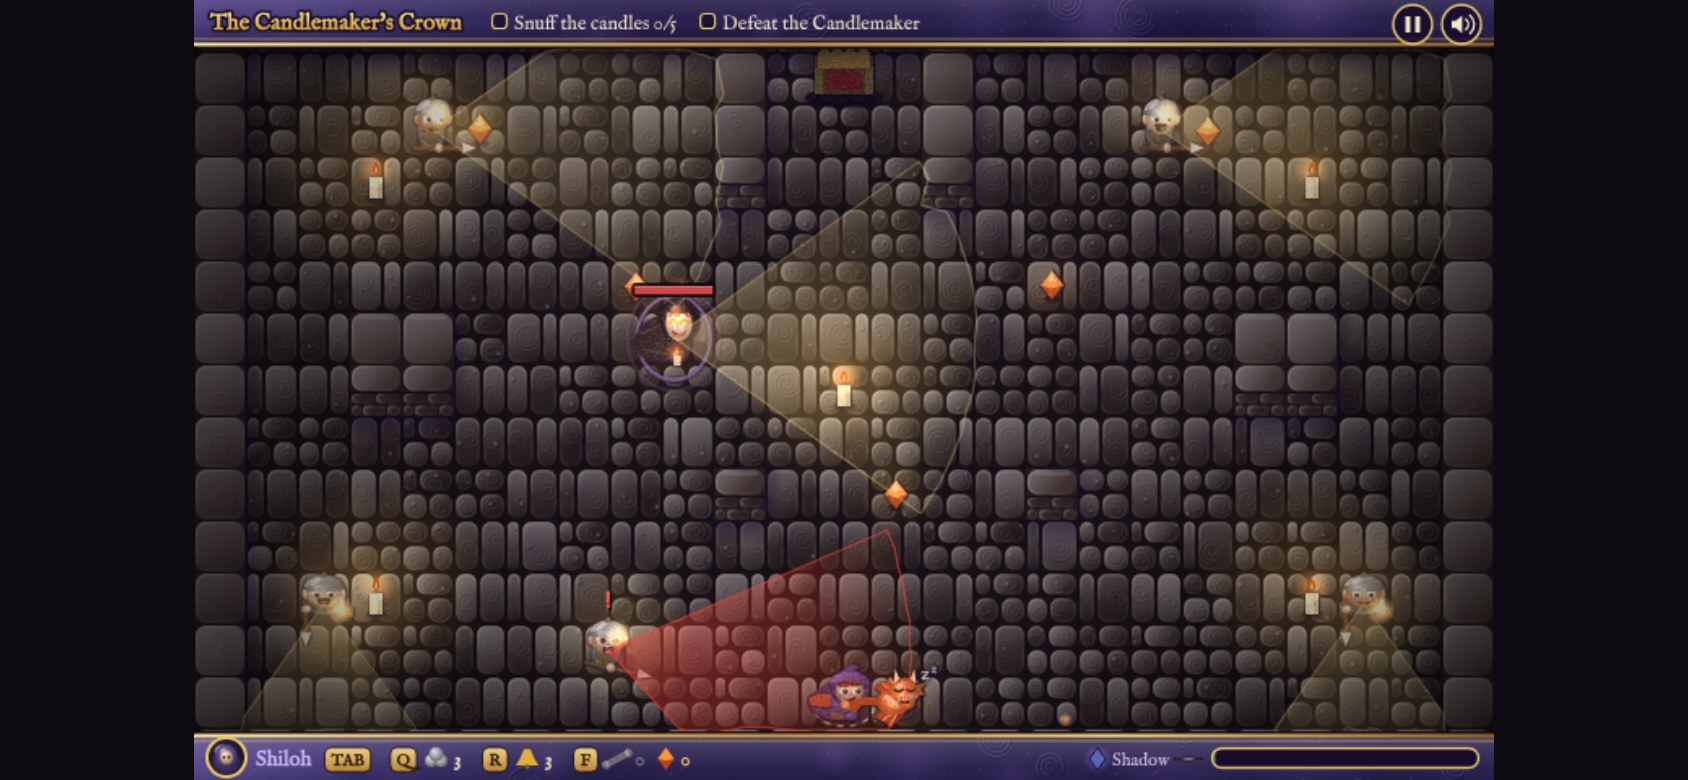 The Candlemaker's Crown
Snuff the candles 0/5
Defeat the Candlemaker
!
z z
Shiloh TAB Q 3 R 3 F 0 0
Shadow